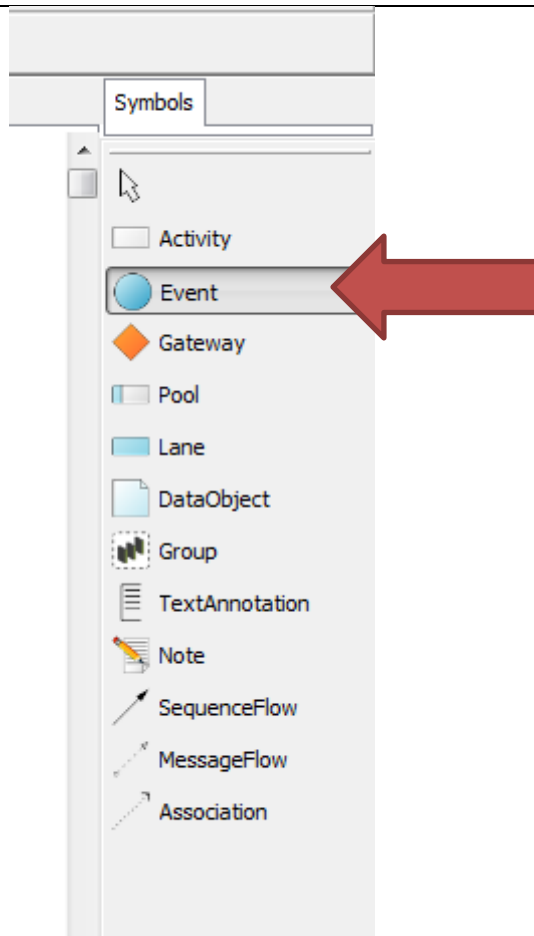 Symbols
Activity
Event
Gateway
Pool
Lane
DataObject
Group
TextAnnotation
Note
SequenceFlow
MessageFlow
Association